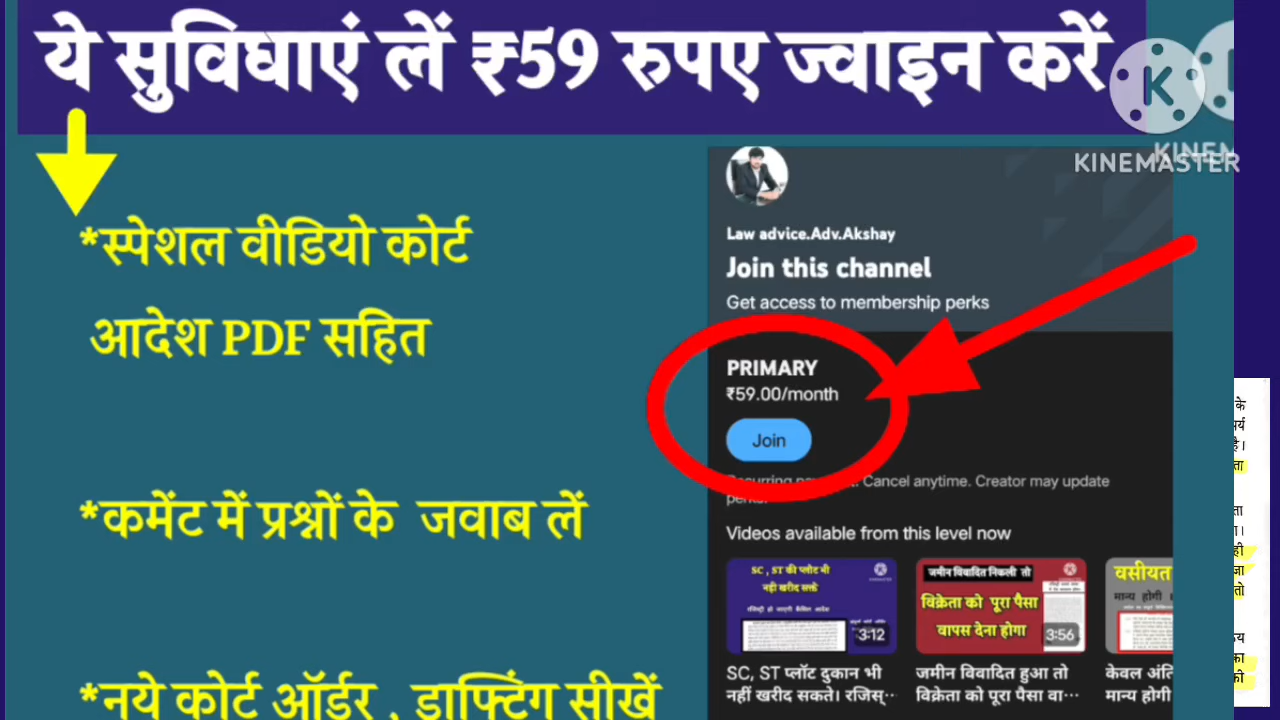 ये सुविधाएं लें ₹59 रुपए ज्वाइन करें
KINEMASTER
*स्पेशल वीडियो कोर्ट
आदेश PDF सहित
*कमेंट में प्रश्नों के जवाब लें
*नये कोर्ट ऑर्डर , ड्राफ्टिंग सीखें
Law advice.Adv.Akshay
Join this channel
Get access to membership perks
PRIMARY
₹59.00/month
Join
Cancel anytime. Creator may update
perks.
Videos available from this level now
SC , ST की प्लोट भी
नही खरीद सक्ते
3:12
जमीन विवादित निकली तो
विक्रेता को पूरा पैसा
वापस देना होगा
3:56
वसीयत
मान्य होगी
SC, ST प्लॉट दुकान भी
नहीं खरीद सकते। रजिस्...
जमीन विवादित हुआ तो
विक्रेता को पूरा पैसा वा...
केवल अंति
मान्य होगी